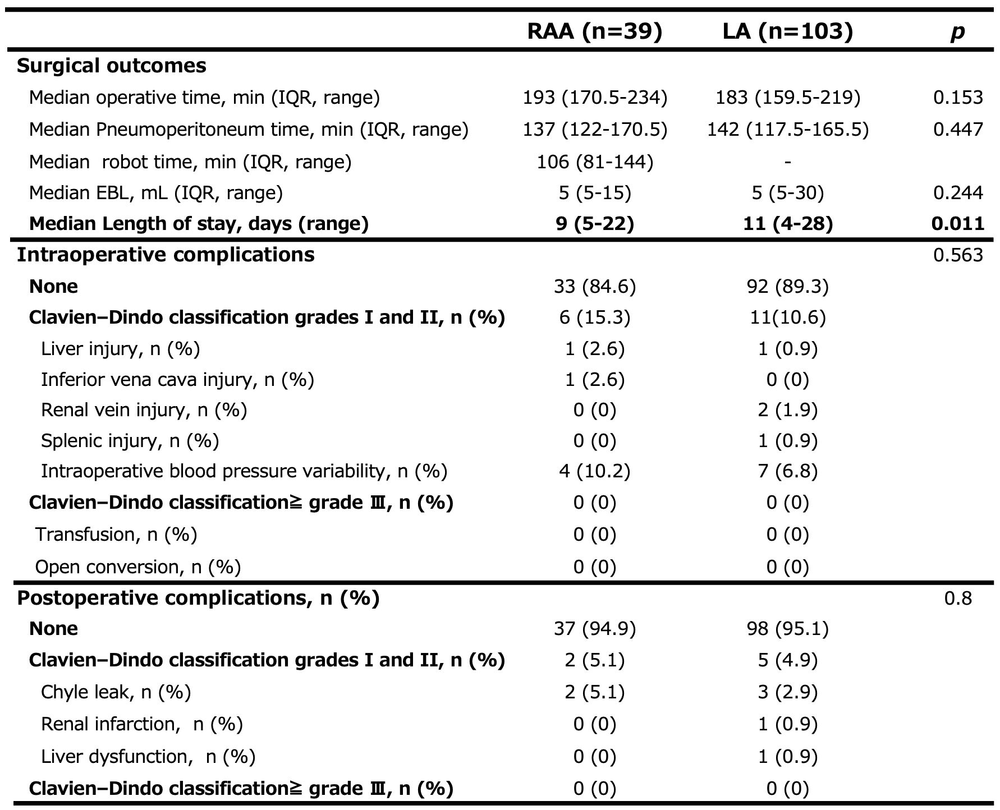 RAA (n=39) LA (n=103) p
Surgical outcomes
Median operative time, min (IQR, range) 193 (170.5-234) 183 (159.5-219) 0.153
Median Pneumoperitoneum time, min (IQR, range) 137 (122-170.5) 142 (117.5-165.5) 0.447
Median  robot time, min (IQR, range) 106 (81-144) -
Median EBL, mL (IQR, range) 5 (5-15) 5 (5-30) 0.244
Median Length of stay, days (range) 9 (5-22) 11 (4-28) 0.011
Intraoperative complications 0.563
None 33 (84.6) 92 (89.3)
Clavien–Dindo classification grades I and II, n (%) 6 (15.3) 11(10.6)
Liver injury, n (%) 1 (2.6) 1 (0.9)
Inferior vena cava injury, n (%) 1 (2.6) 0 (0)
Renal vein injury, n (%) 0 (0) 2 (1.9)
Splenic injury, n (%) 0 (0) 1 (0.9)
Intraoperative blood pressure variability, n (%) 4 (10.2) 7 (6.8)
Clavien–Dindo classification≧ grade Ⅲ, n (%) 0 (0) 0 (0)
Transfusion, n (%) 0 (0) 0 (0)
Open conversion, n (%) 0 (0) 0 (0)
Postoperative complications, n (%) 0.8
None 37 (94.9) 98 (95.1)
Clavien–Dindo classification grades I and II, n (%) 2 (5.1) 5 (4.9)
Chyle leak, n (%) 2 (5.1) 3 (2.9)
Renal infarction,  n (%) 0 (0) 1 (0.9)
Liver dysfunction,  n (%) 0 (0) 1 (0.9)
Clavien–Dindo classification≧ grade Ⅲ, n (%) 0 (0) 0 (0)